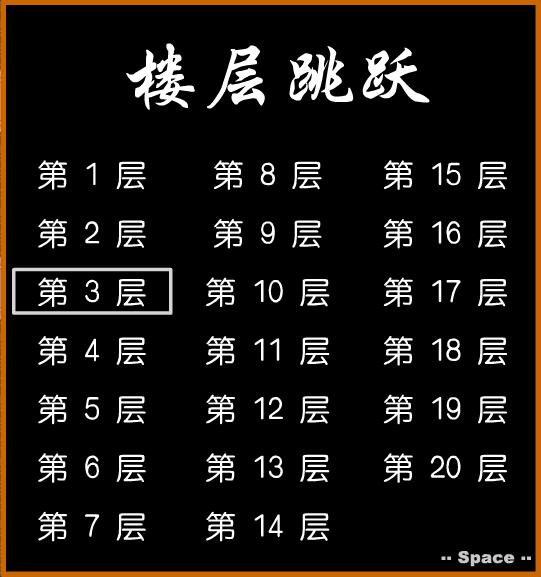 楼层跳跃
第 1 层 第 8 层 第 15 层
第 2 层 第 9 层 第 16 层
第 3 层 第 10 层 第 17 层
第 4 层 第 11 层 第 18 层
第 5 层 第 12 层 第 19 层
第 6 层 第 13 层 第 20 层
第 7 层 第 14 层
-- Space --